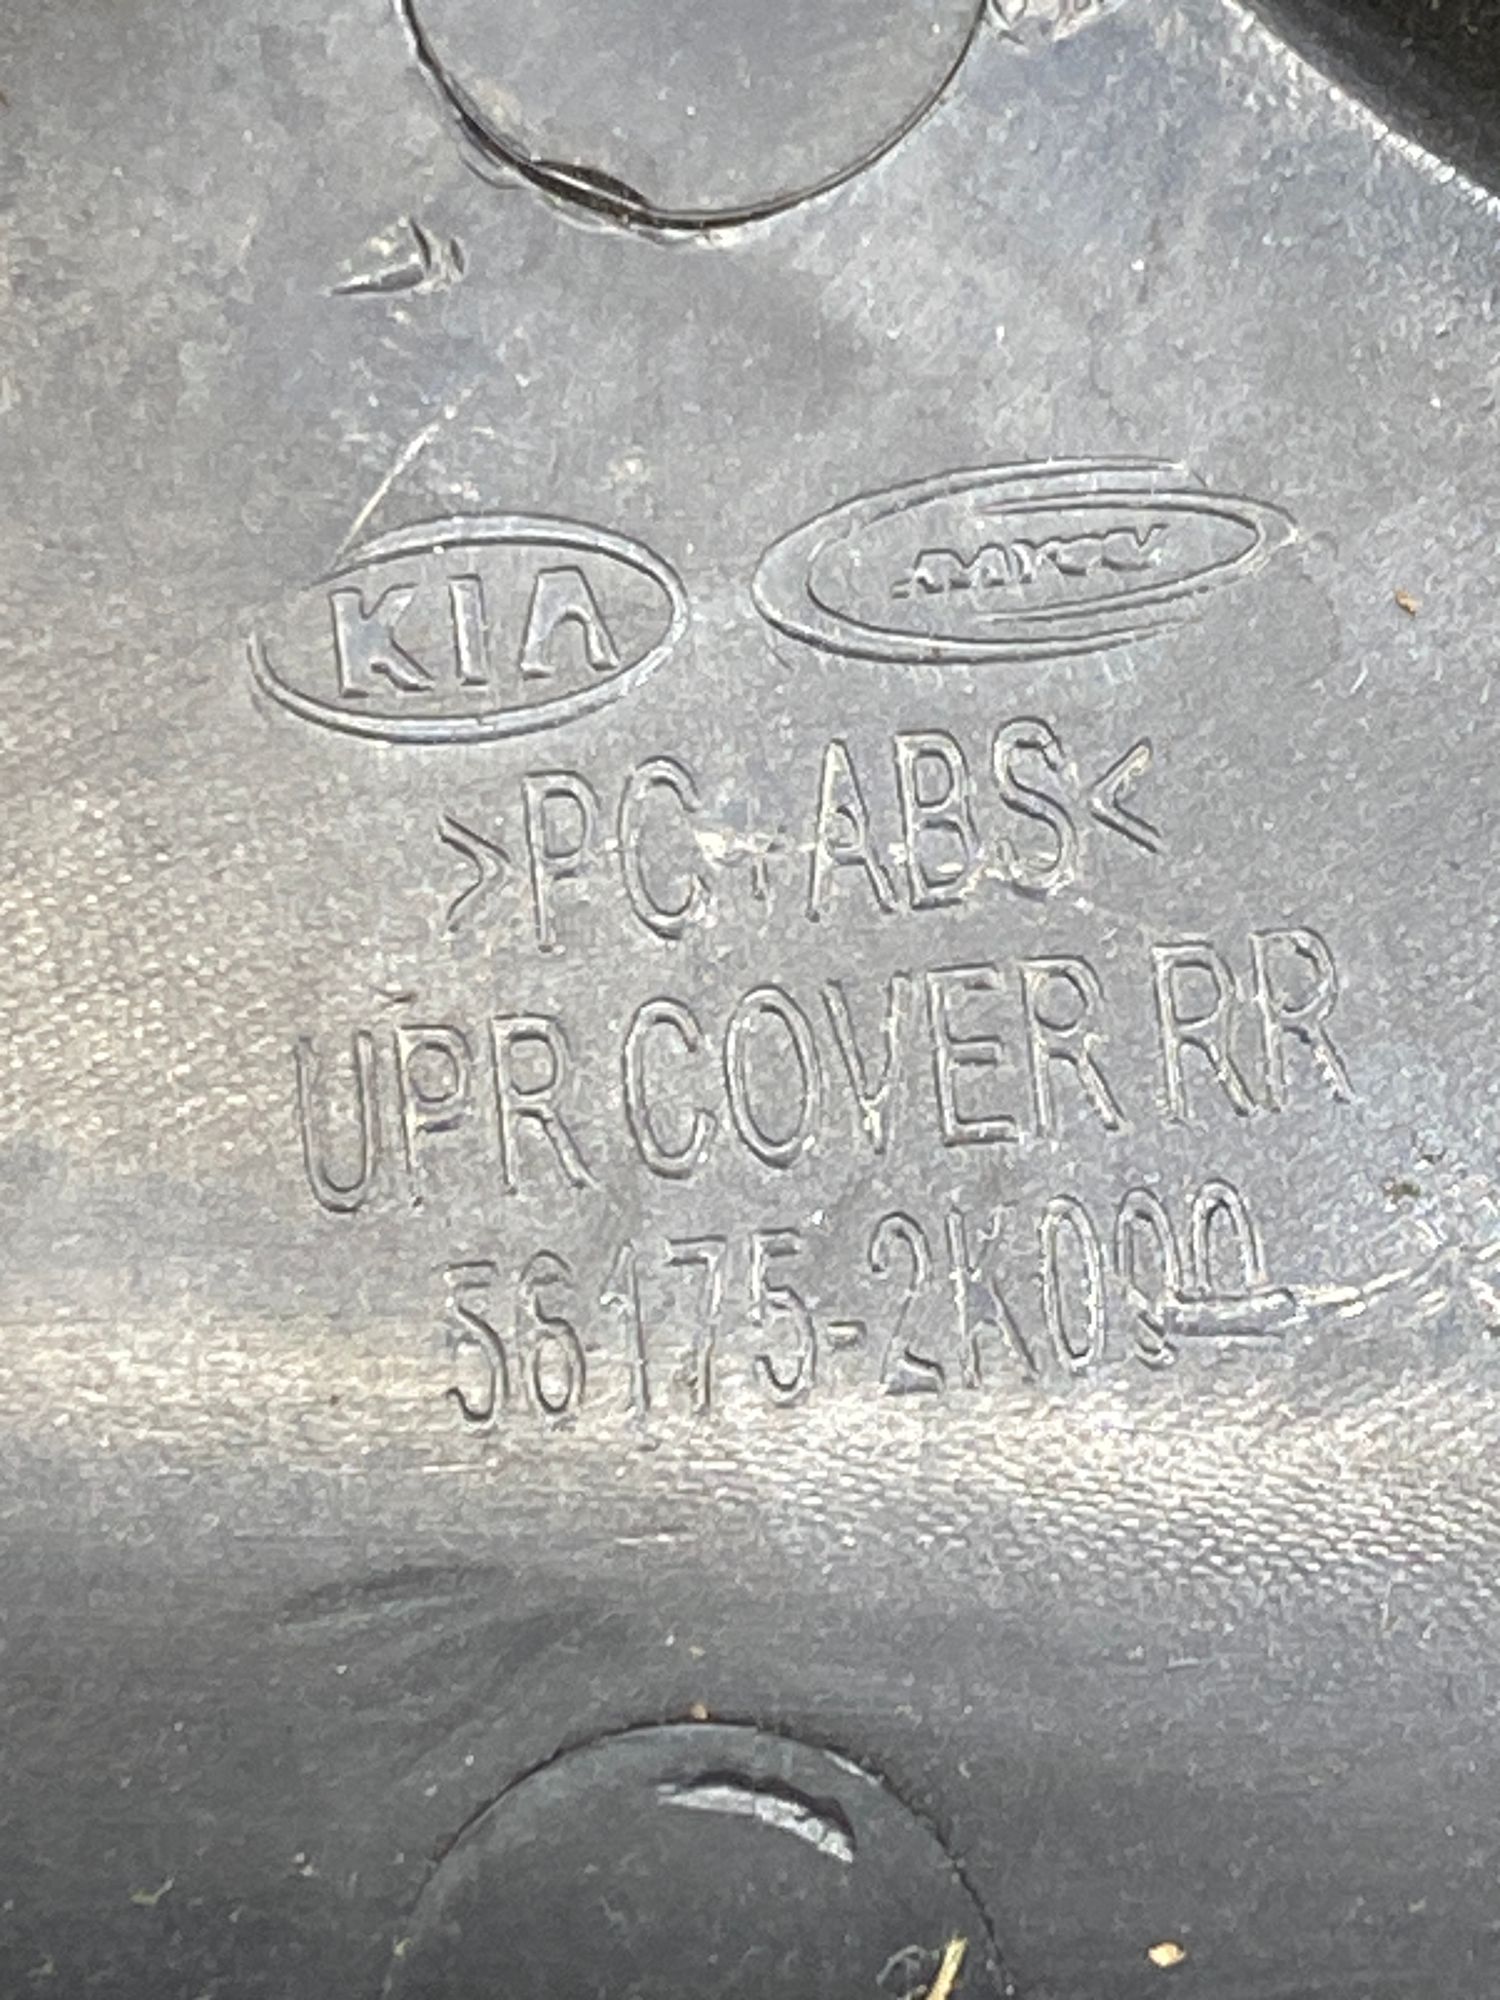 KIA
>PC+ABS<
UPR COVER RR
56175-2K000